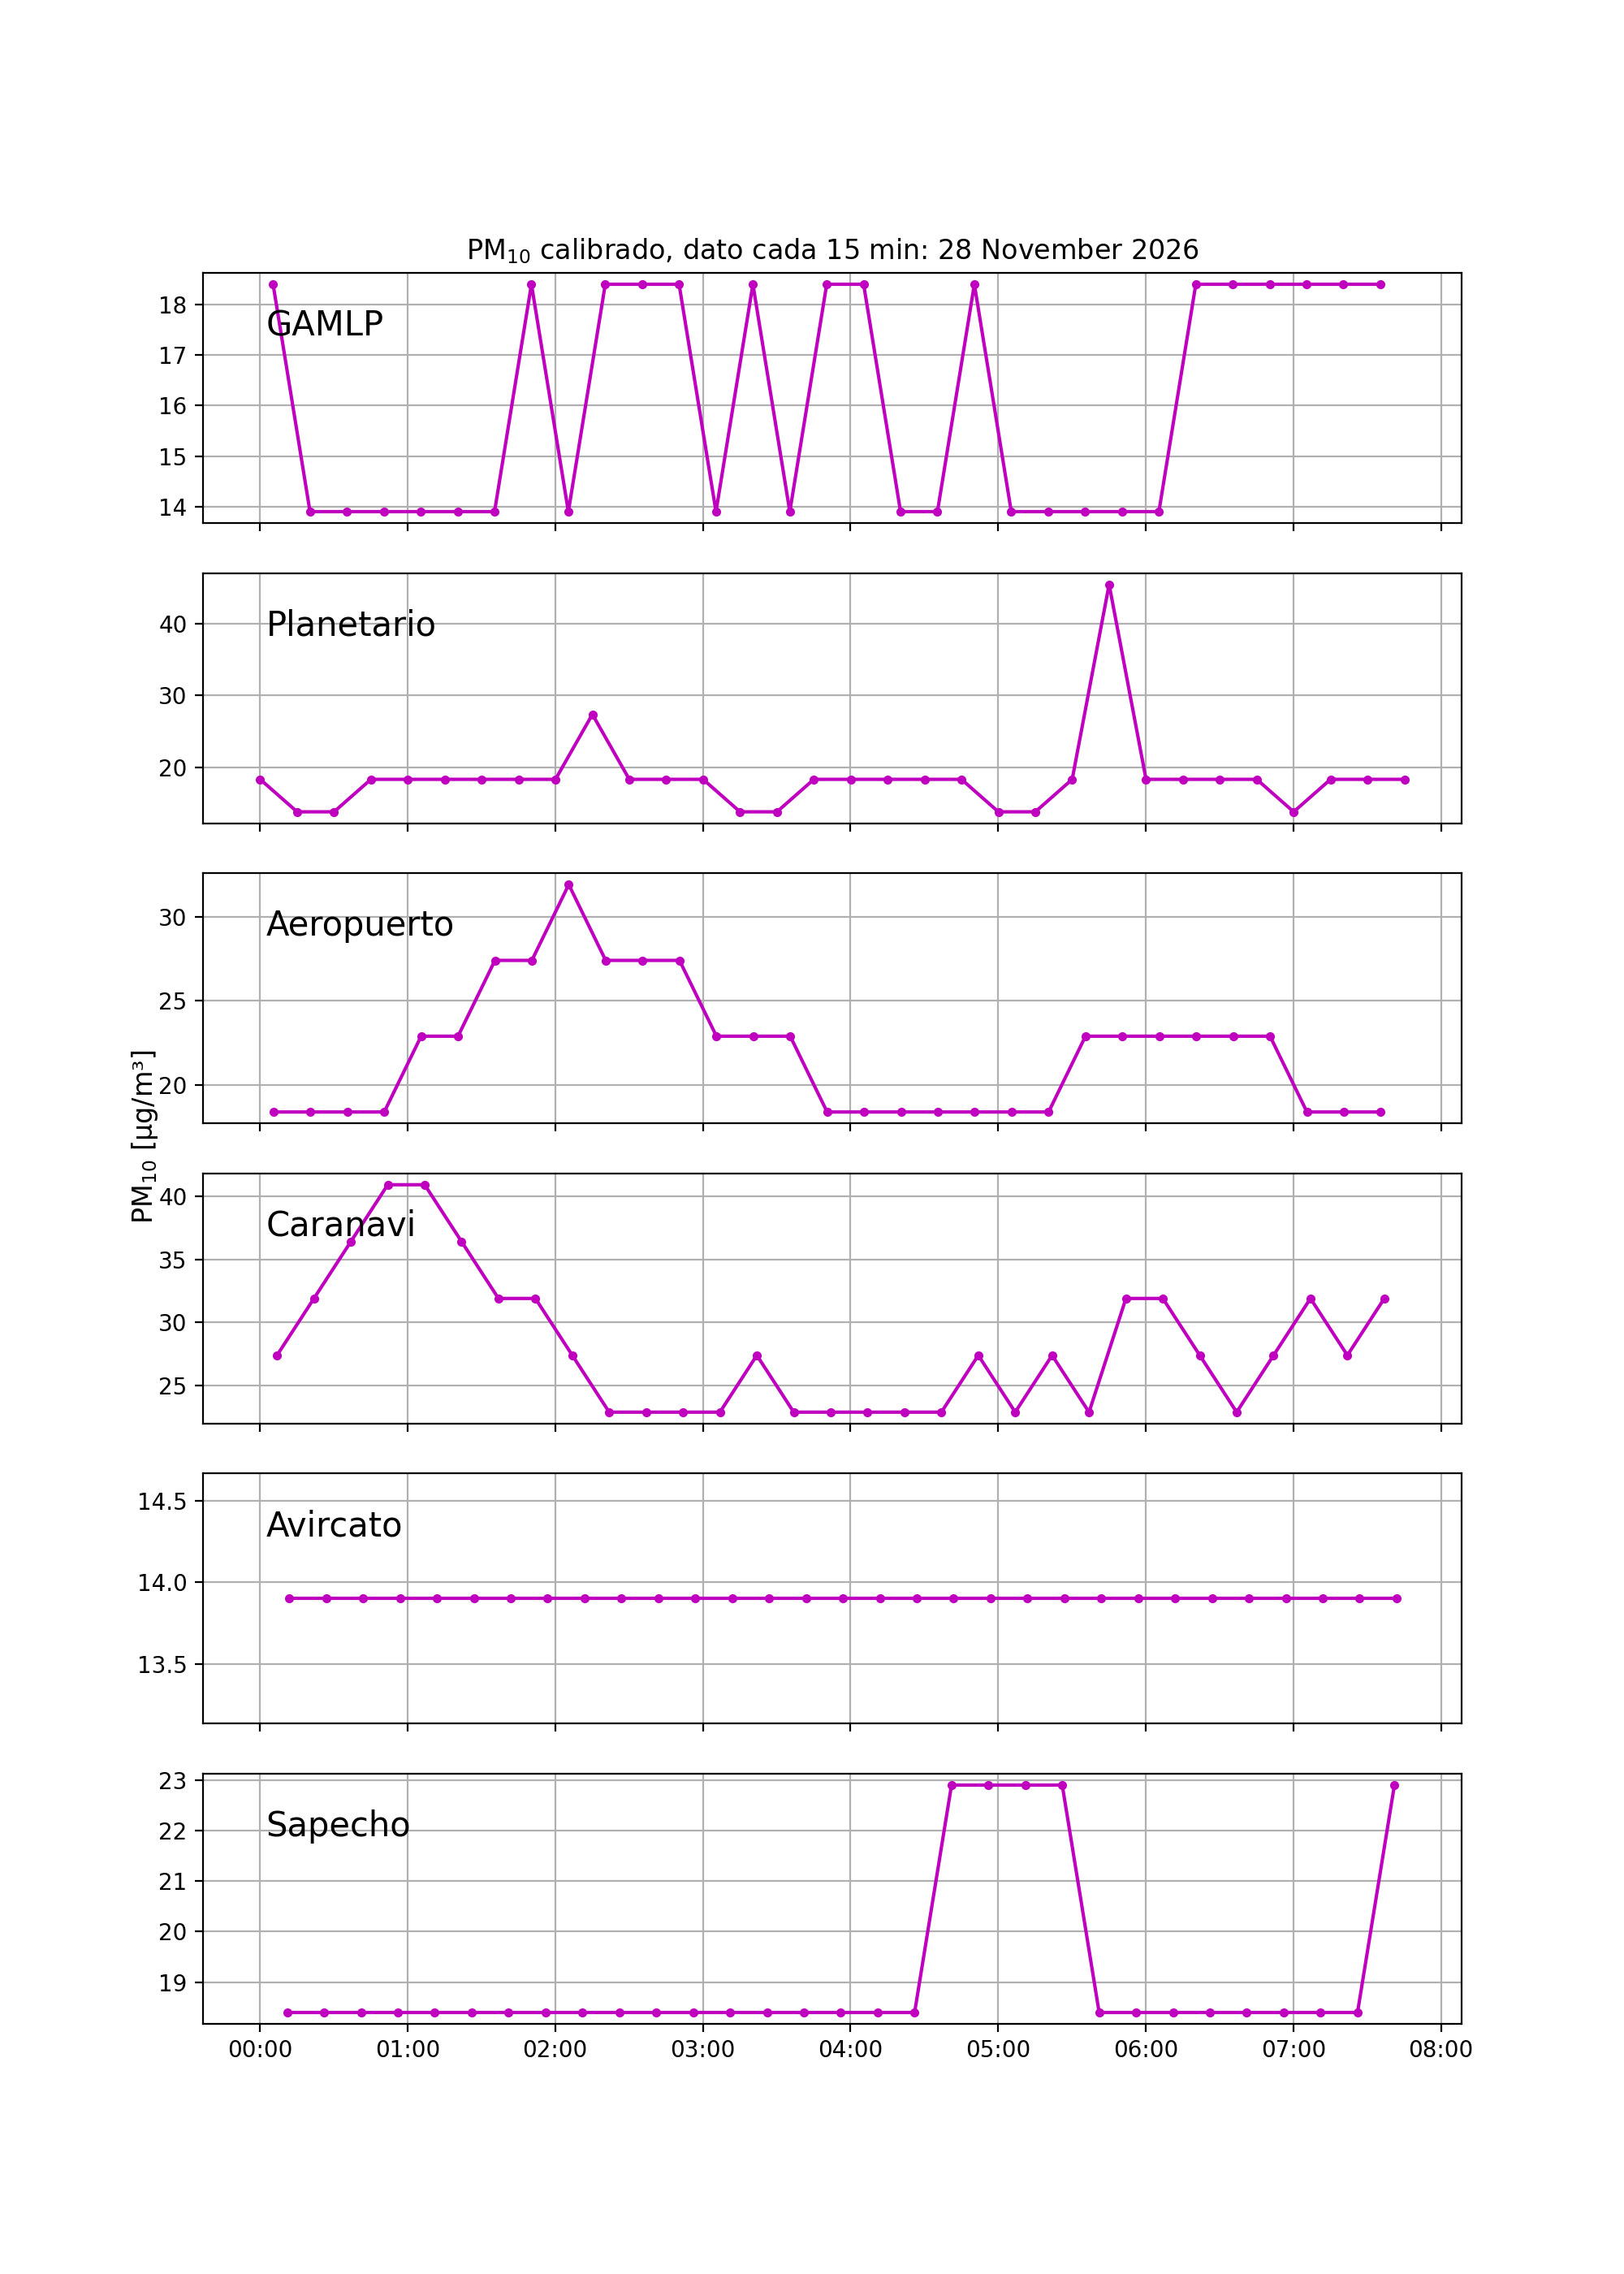 PM₁₀ calibrado, dato cada 15 min: 28 November 2026
GAMLP
18
17
16
15
14
Planetario
40
30
20
Aeropuerto
30
25
20
PM₁₀ [µg/m³]
Caranavi
40
35
30
25
Avircato
14.5
14.0
13.5
Sapecho
23
22
21
20
19
00:00 01:00 02:00 03:00 04:00 05:00 06:00 07:00 08:00